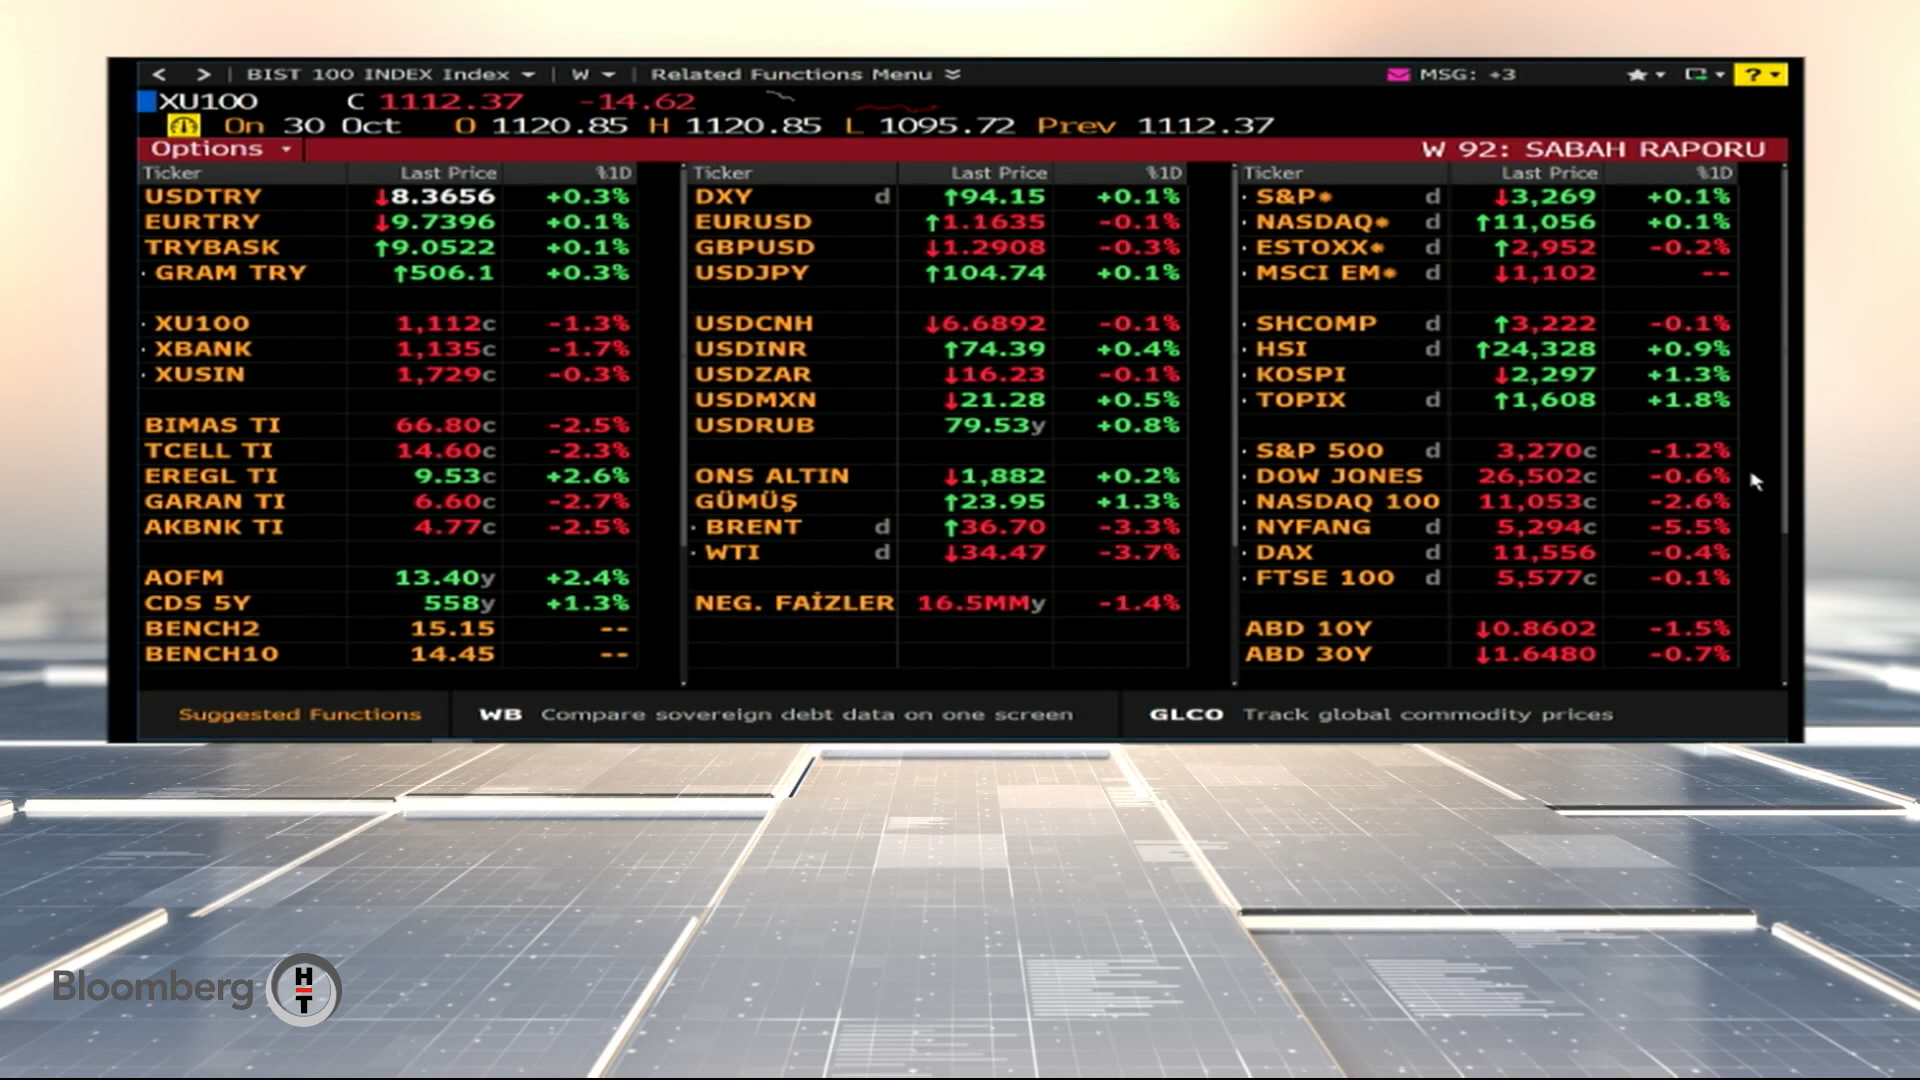 < > | BIST 100 INDEX Index | W | Related Functions Menu MSG: +3 ?
XU100 C 1112.37 -14.62
On 30 Oct O 1120.85 H 1120.85 L 1095.72 Prev 1112.37
Options W 92: SABAH RAPORU
Ticker Last Price %1D
USDTRY ↓8.3656 +0.3%
EURTRY ↓9.7396 +0.1%
TRYBASK ↑9.0522 +0.1%
GRAM TRY ↑506.1 +0.3%
XU100 1,112c -1.3%
XBANK 1,135c -1.7%
XUSIN 1,729c -0.3%
BIMAS TI 66.80c -2.5%
TCELL TI 14.60c -2.3%
EREGL TI 9.53c +2.6%
GARAN TI 6.60c -2.7%
AKBNK TI 4.77c -2.5%
AOFM 13.40y +2.4%
CDS 5Y 558y +1.3%
BENCH2 15.15 --
BENCH10 14.45 --
Ticker Last Price %1D
DXY d ↑94.15 +0.1%
EURUSD ↑1.1635 -0.1%
GBPUSD ↓1.2908 -0.3%
USDJPY ↑104.74 +0.1%
USDCNH ↓6.6892 -0.1%
USDINR ↑74.39 +0.4%
USDZAR ↓16.23 -0.1%
USDMXN ↓21.28 +0.5%
USDRUB 79.53y +0.8%
ONS ALTIN ↓1,882 +0.2%
GÜMÜŞ ↑23.95 +1.3%
BRENT d ↑36.70 -3.3%
WTI d ↓34.47 -3.7%
NEG. FAİZLER 16.5MMy -1.4%
Ticker Last Price %1D
S&P* d ↓3,269 +0.1%
NASDAQ* d ↑11,056 +0.1%
ESTOXX* d ↑2,952 -0.2%
MSCI EM* d ↓1,102 --
SHCOMP d ↑3,222 -0.1%
HSI d ↑24,328 +0.9%
KOSPI ↓2,297 +1.3%
TOPIX d ↑1,608 +1.8%
S&P 500 d 3,270c -1.2%
DOW JONES 26,502c -0.6%
NASDAQ 100 11,053c -2.6%
NYFANG d 5,294c -5.5%
DAX d 11,556 -0.4%
FTSE 100 d 5,577c -0.1%
ABD 10Y ↓0.8602 -1.5%
ABD 30Y ↓1.6480 -0.7%
Suggested Functions WB Compare sovereign debt data on one screen GLCO Track global commodity prices
Bloomberg HT